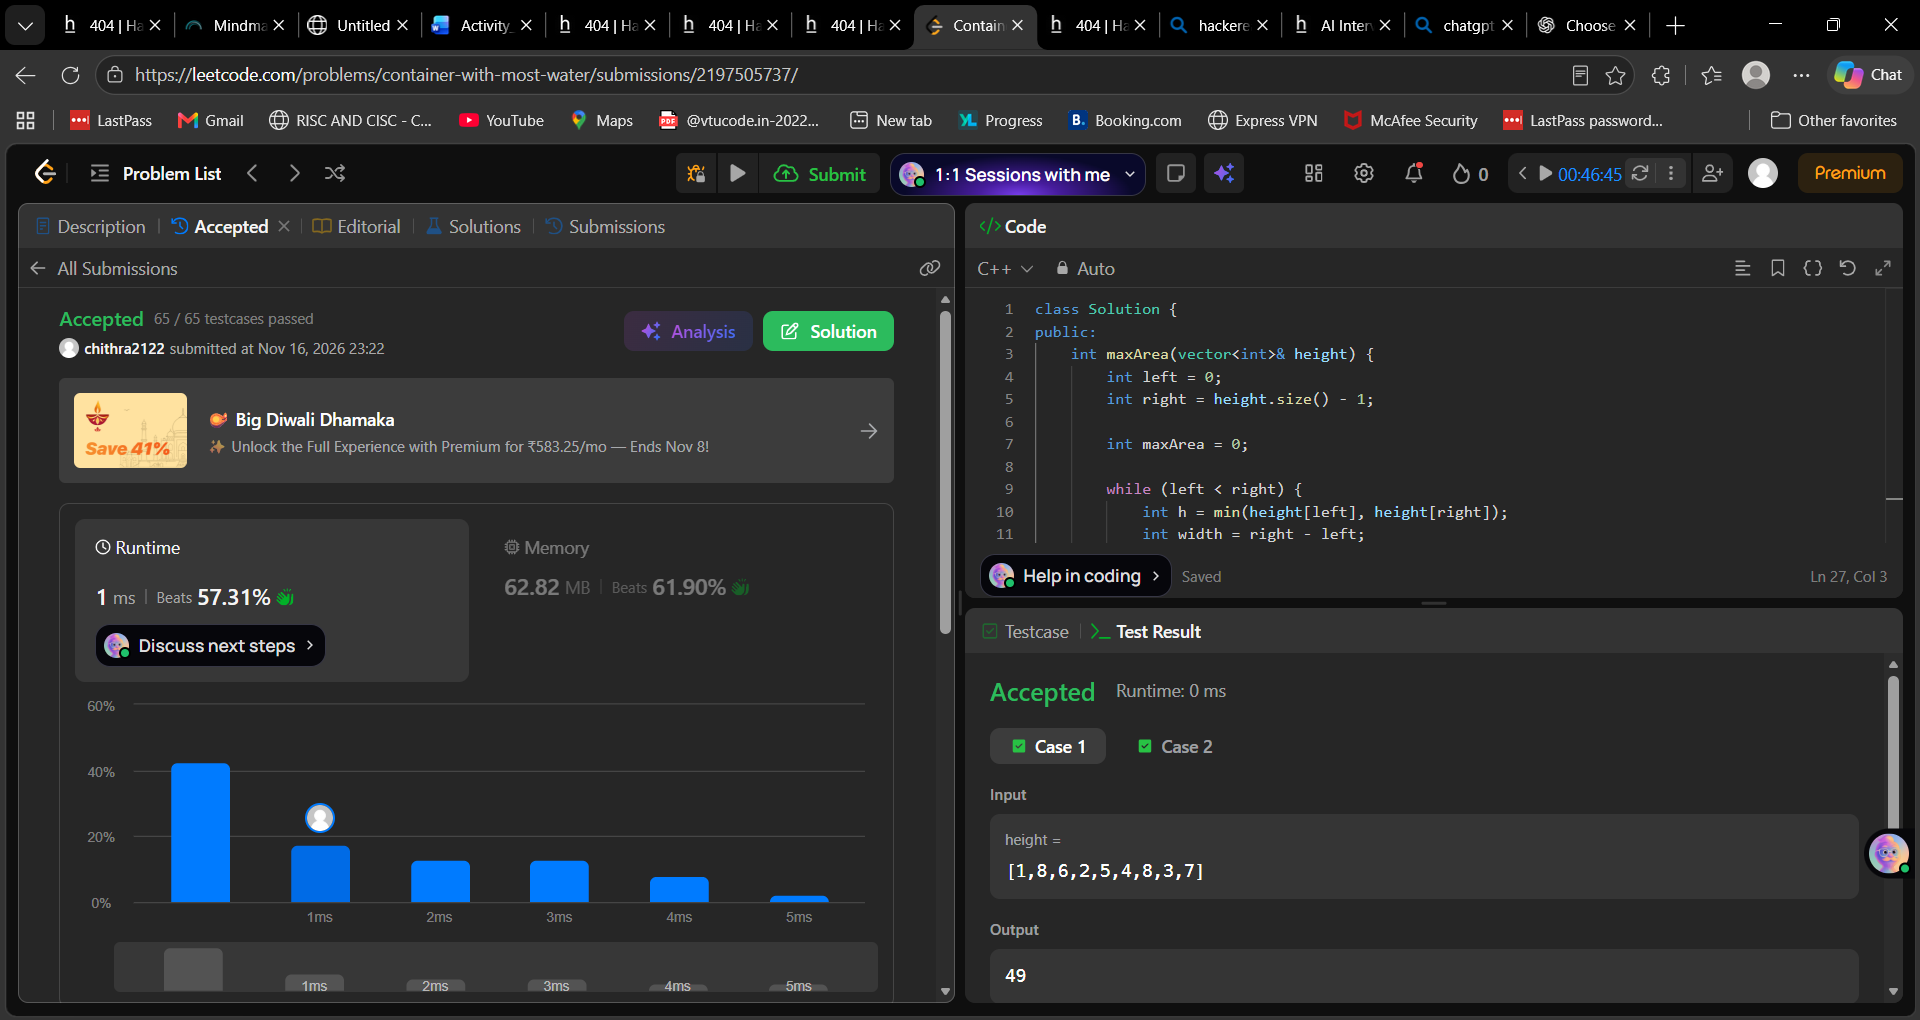 404 | Ha
Mindma
Untitled
Activity_
404 | Ha
404 | Ha
404 | Ha
Contain
404 | Ha
hackere
AI Inter
chatgpt
Choose
https://leetcode.com/problems/container-with-most-water/submissions/2197505737/
Chat
LastPass
Gmail
RISC AND CISC - C...
YouTube
Maps
@vtucode.in-2022...
New tab
Progress
Booking.com
Express VPN
McAfee Security
LastPass password...
Other favorites
Problem List
Submit
1:1 Sessions with me
0
00:46:45
Premium
Description
Accepted
Editorial
Solutions
Submissions
All Submissions
Accepted 65 / 65 testcases passed
chithra2122 submitted at Nov 16, 2026 23:22
Analysis
Solution
Save 41%
Big Diwali Dhamaka
Unlock the Full Experience with Premium for ₹583.25/mo — Ends Nov 8!
Runtime
1 ms | Beats 57.31%
Discuss next steps
Memory
62.82 MB | Beats 61.90%
60%
40%
20%
0%
1ms
2ms
3ms
4ms
5ms
1ms
2ms
3ms
4ms
5ms
</> Code
C++
Auto
1 class Solution {
2 public:
3 int maxArea(vector<int>& height) {
4 int left = 0;
5 int right = height.size() - 1;
6
7 int maxArea = 0;
8
9 while (left < right) {
10 int h = min(height[left], height[right]);
11 int width = right - left;
Help in coding
Saved
Ln 27, Col 3
Testcase
Test Result
Accepted Runtime: 0 ms
Case 1
Case 2
Input
height =
[1,8,6,2,5,4,8,3,7]
Output
49